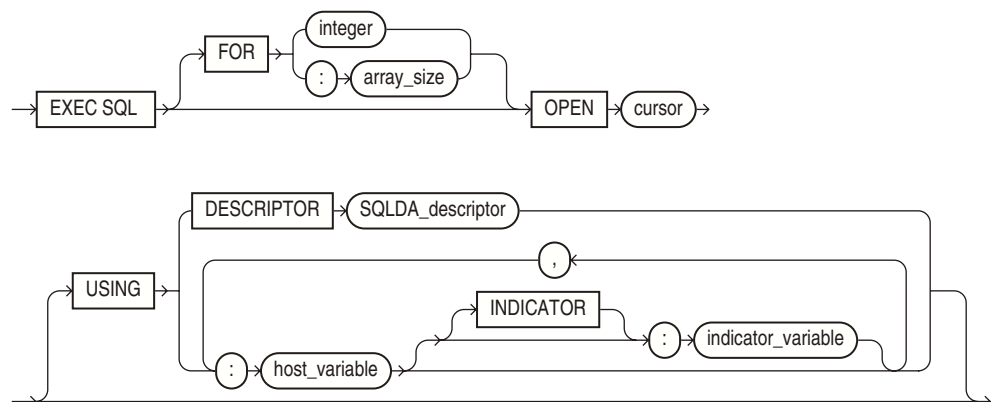 integer
FOR
: array_size
EXEC SQL OPEN cursor
DESCRIPTOR SQLDA_descriptor
,
USING
INDICATOR
: indicator_variable
: host_variable